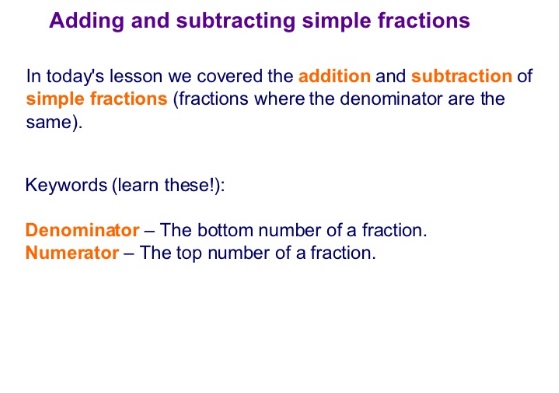 Adding and subtracting simple fractions
In today's lesson we covered the addition and subtraction of
simple fractions (fractions where the denominator are the
same).
Keywords (learn these!):
Denominator – The bottom number of a fraction.
Numerator – The top number of a fraction.